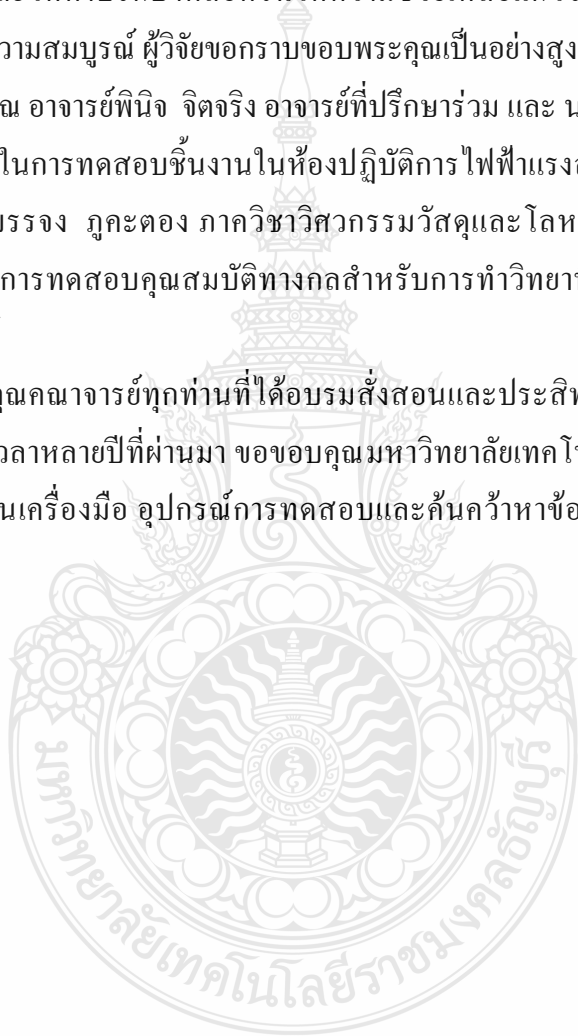 วามสมบูรณ์ ผู้วิจัยขอกราบขอบพระคุณเป็นอย่างสูง
ณ อาจารย์พินิจ จิตจริง อาจารย์ที่ปรึกษาร่วม และ น
ในการทดสอบชิ้นงานในห้องปฏิบัติการไฟฟ้าแรงส
บรรจง ภูคะตอง ภาควิชาวิศวกรรมวัสดุและโลห
การทดสอบคุณสมบัติทางกลสำหรับการทำวิทยาน
ุณคณาจารย์ทุกท่านที่ได้อบรมสั่งสอนและประสิท
วลาหลายปีที่ผ่านมา ขอขอบคุณมหาวิทยาลัยเทคโน
นเครื่องมือ อุปกรณ์การทดสอบและค้นคว้าหาข้อ
มหาวิทยาลัยเทคโนโลยีราชมงคลธัญบุรี